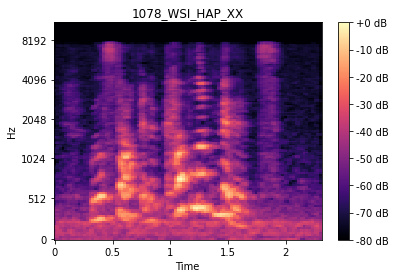 1078_WSI_HAP_XX
8192
4096
2048
1024
512
0
Hz
0
0.5
1
1.5
2
Time
+0 dB
-10 dB
-20 dB
-30 dB
-40 dB
-50 dB
-60 dB
-70 dB
-80 dB